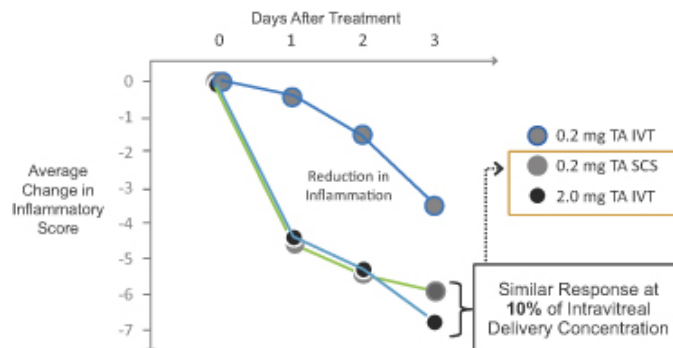 Days After Treatment
0 1 2 3
0
-1
-2
-3
-4
-5
-6
-7
Average
Change in
Inflammatory
Score
Reduction in
Inflammation
0.2 mg TA IVT
0.2 mg TA SCS
2.0 mg TA IVT
Similar Response at
10% of Intravitreal
Delivery Concentration